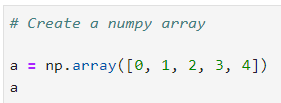 # Create a numpy array
a = np.array([0, 1, 2, 3, 4])
a